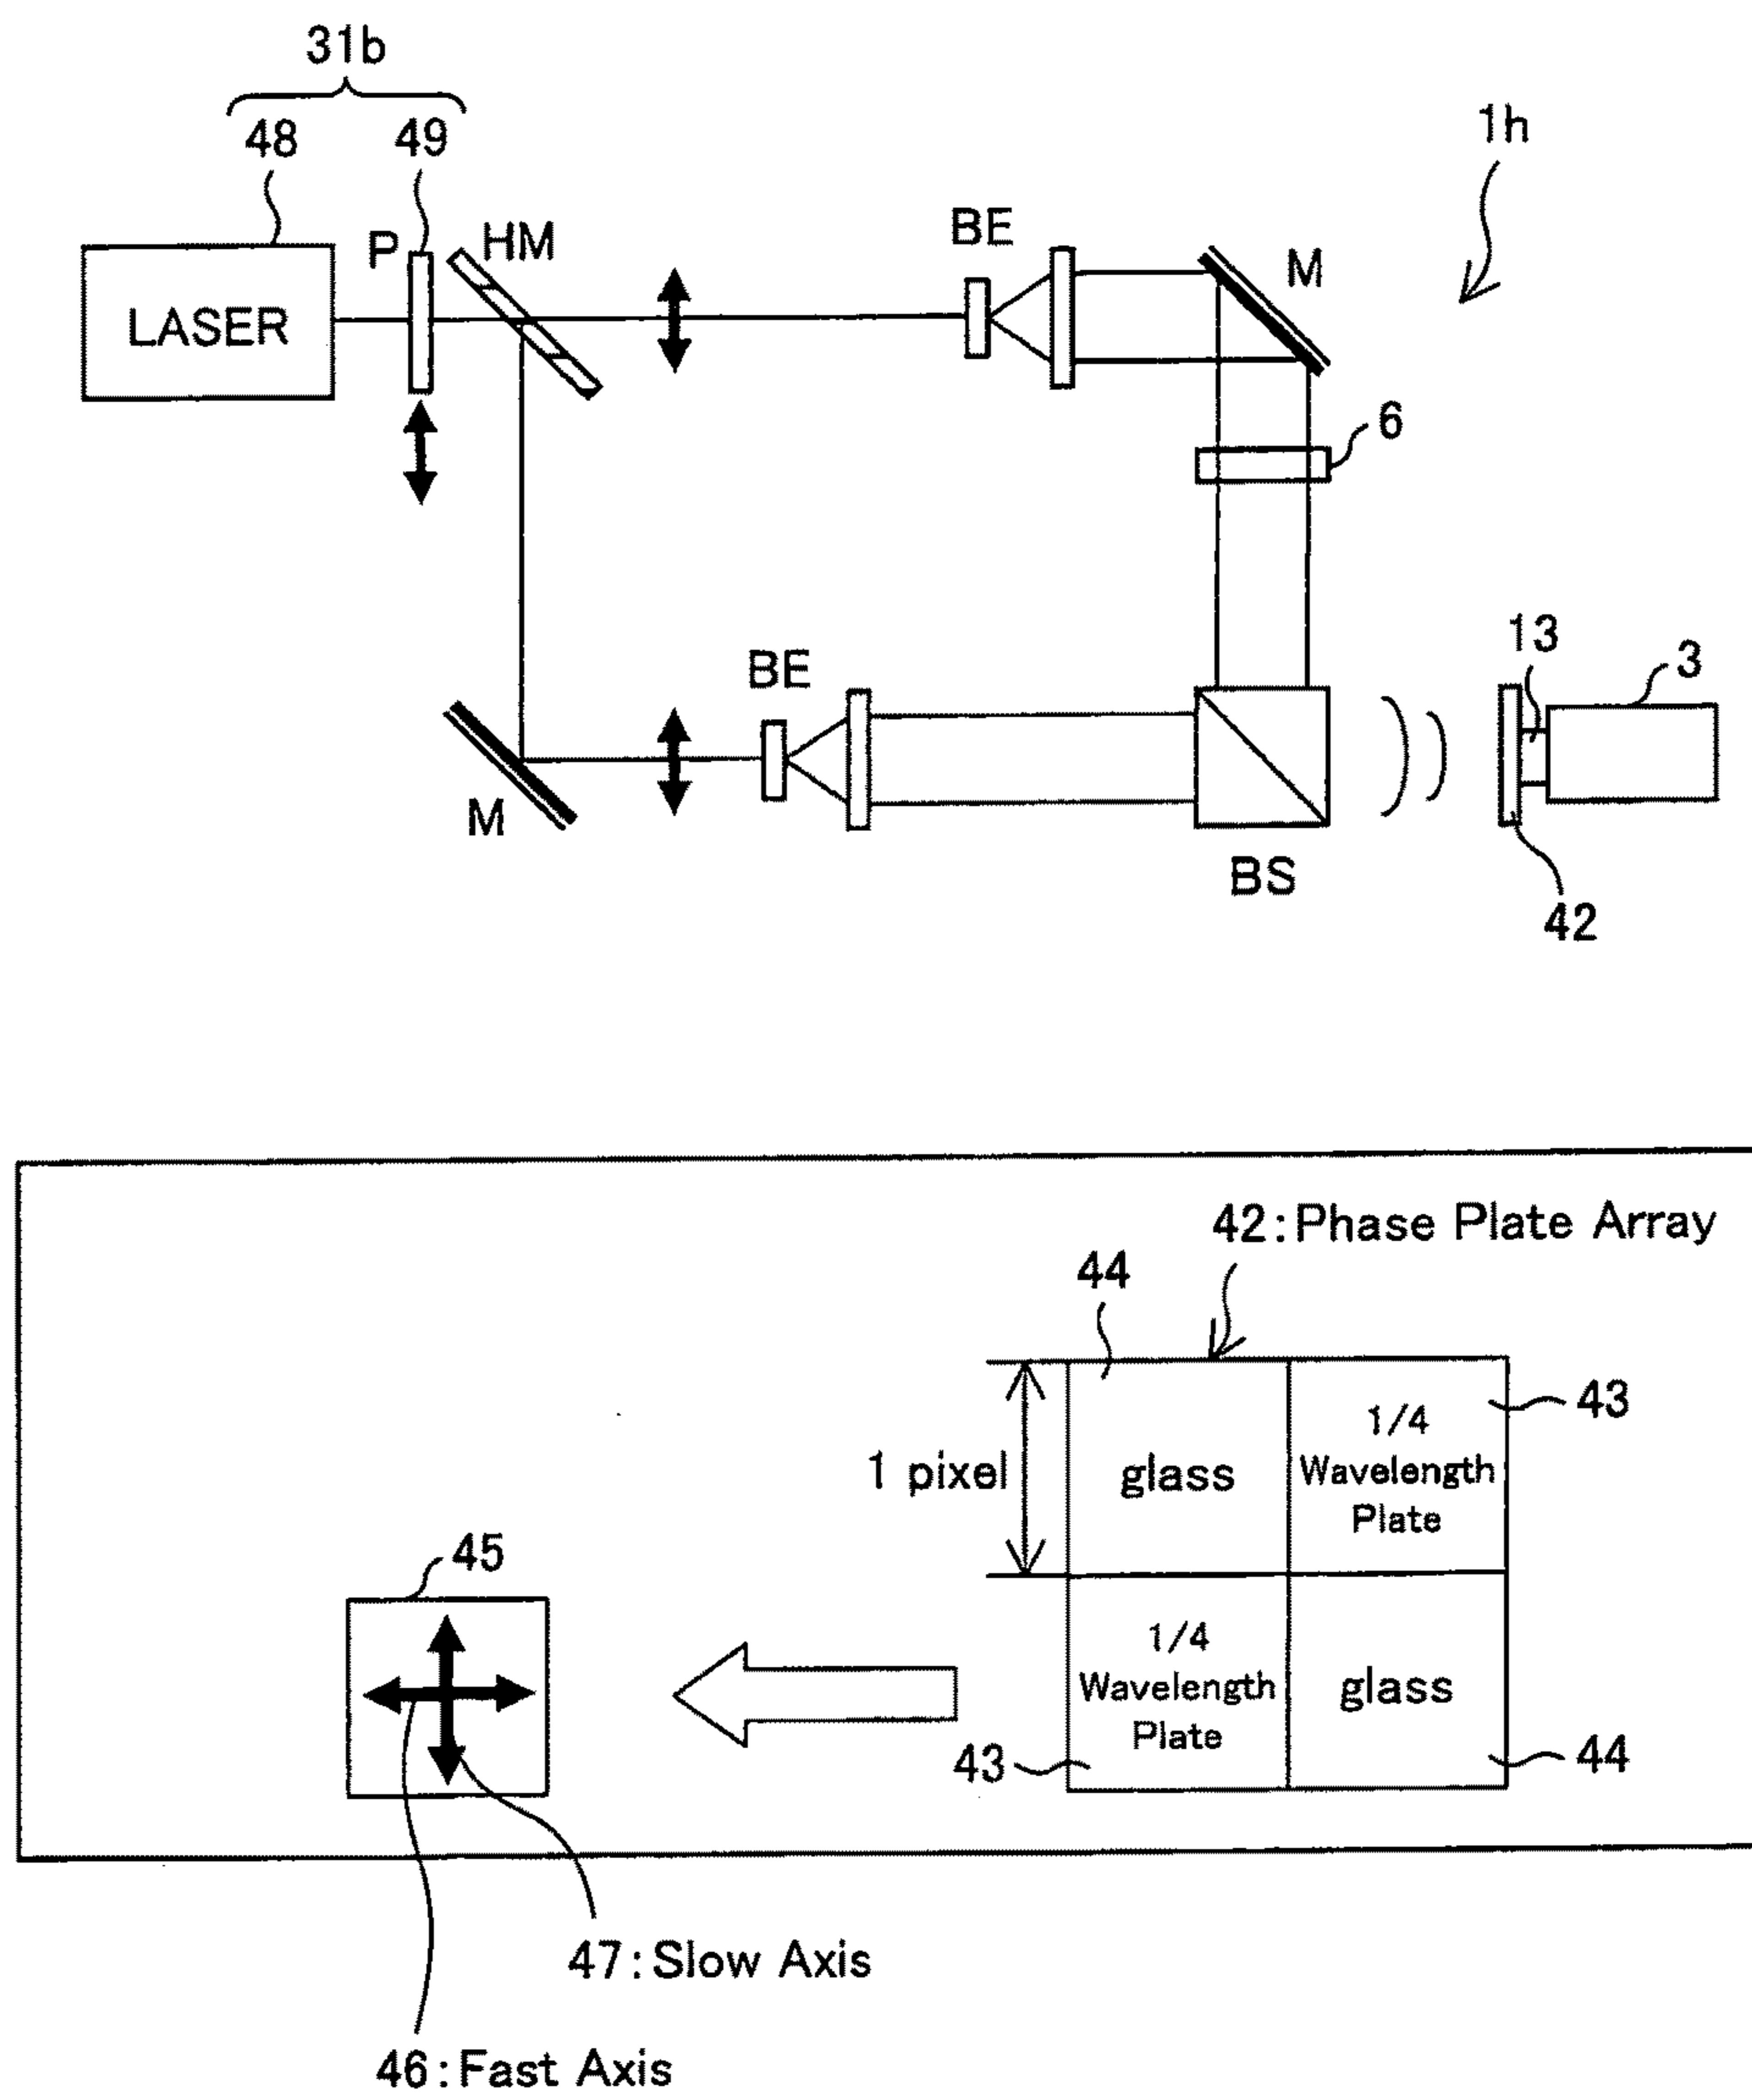 31b
48 49
1h
P HM
BE
M
LASER
6
13
3
BE
M
BS
42
42:Phase Plate Array
44
43
1 pixel
glass
1/4
Wavelength
Plate
45
1/4
Wavelength
Plate
glass
43
44
47:Slow Axis
46:Fast Axis